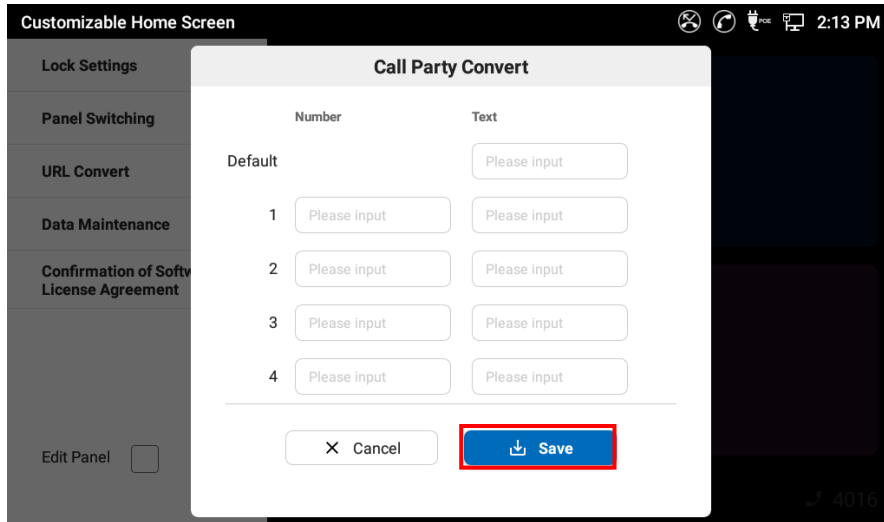 Customizable Home Screen
POE 2:13 PM
Lock Settings
Panel Switching
URL Convert
Data Maintenance
Confirmation of Softw
License Agreement
Edit Panel
Call Party Convert
Number Text
Default Please input
1 Please input Please input
2 Please input Please input
3 Please input Please input
4 Please input Please input
Cancel Save
4016